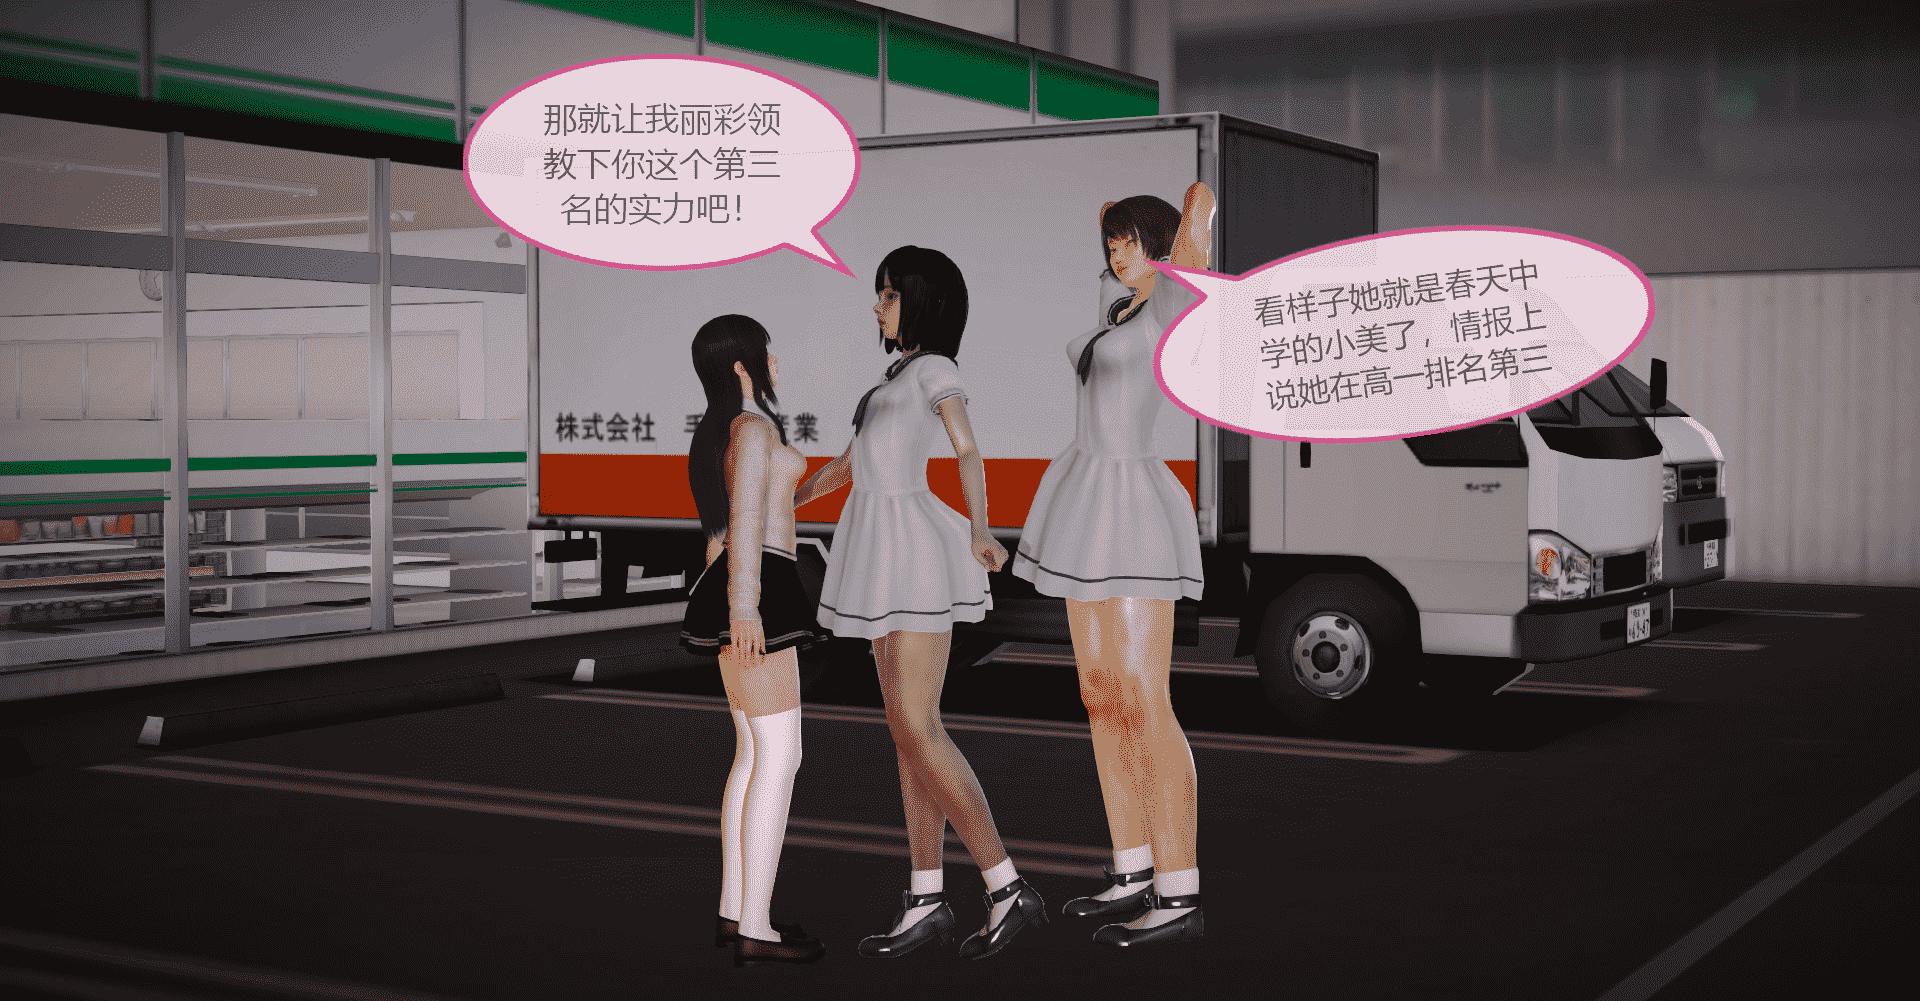 那就让我丽彩领
教下你这个第三
名的实力吧！
看样子她就是春天中
学的小美了，情报上
说她在高一排名第三
株式会社
業